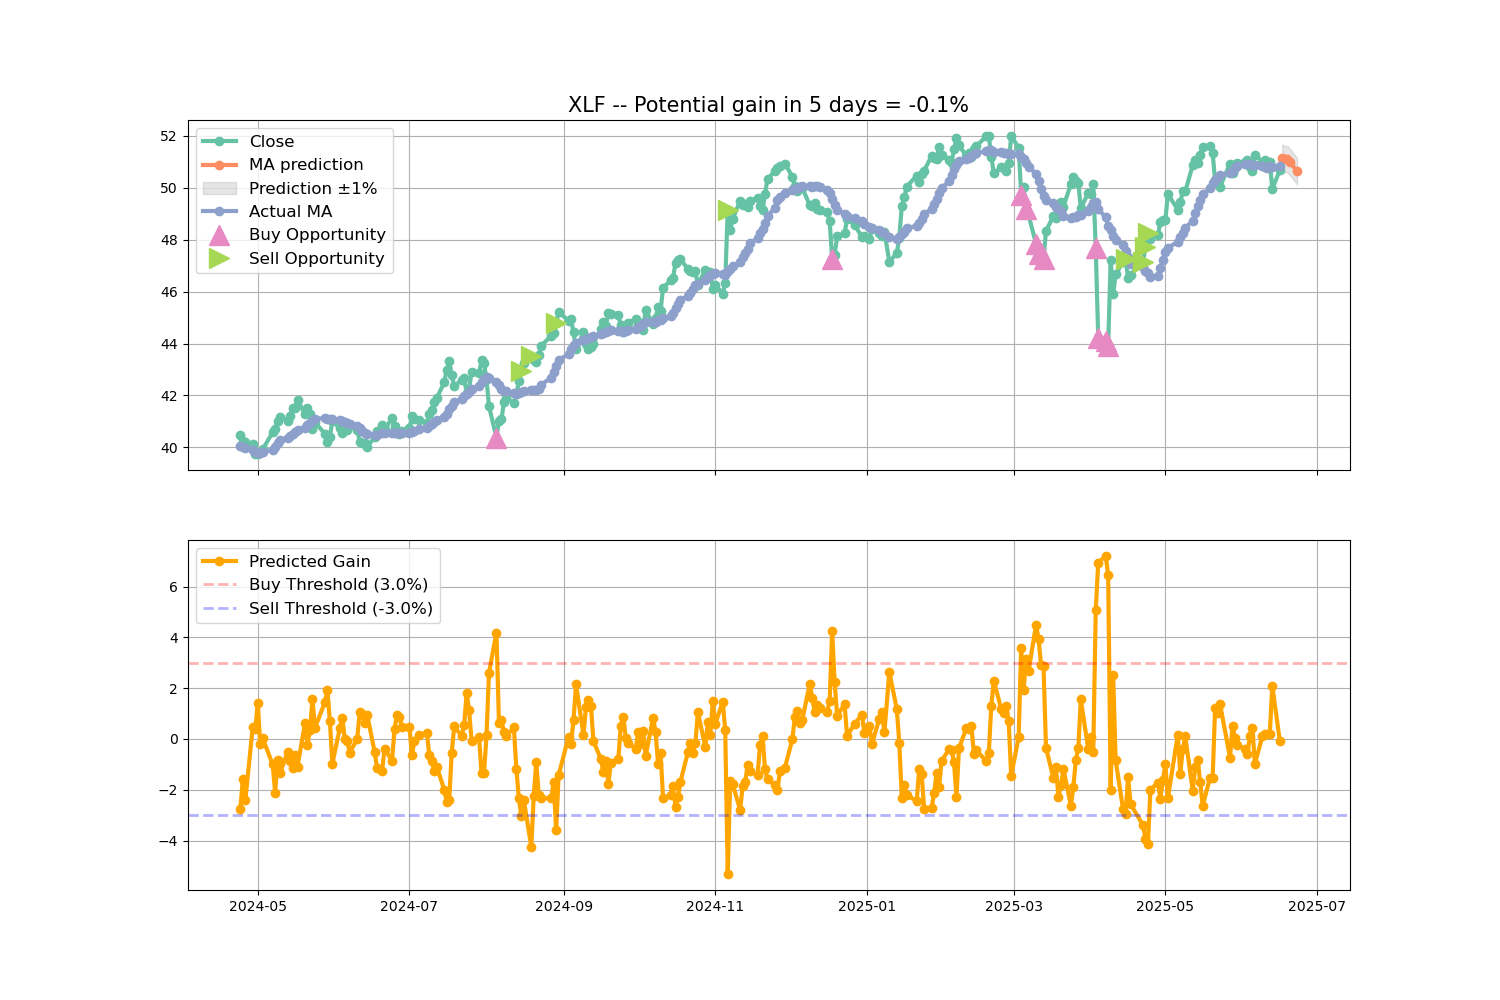 XLF -- Potential gain in 5 days = -0.1%
52
50
48
46
44
42
40
Close
MA prediction
Prediction ±1%
Actual MA
Buy Opportunity
Sell Opportunity
6
4
2
0
−2
−4
Predicted Gain
Buy Threshold (3.0%)
Sell Threshold (-3.0%)
2024-05
2024-07
2024-09
2024-11
2025-01
2025-03
2025-05
2025-07